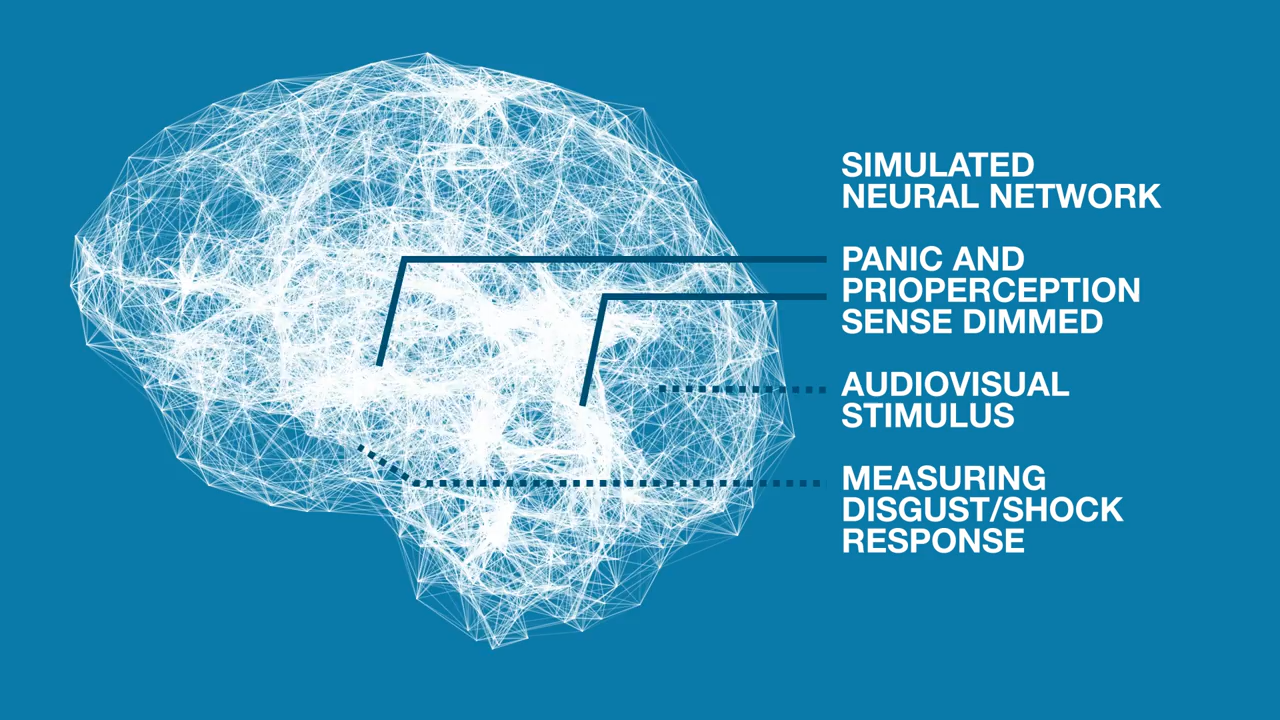 SIMULATED
NEURAL NETWORK
PANIC AND
PRIOPERCEPTION
SENSE DIMMED
AUDIOVISUAL
STIMULUS
MEASURING
DISGUST/SHOCK
RESPONSE